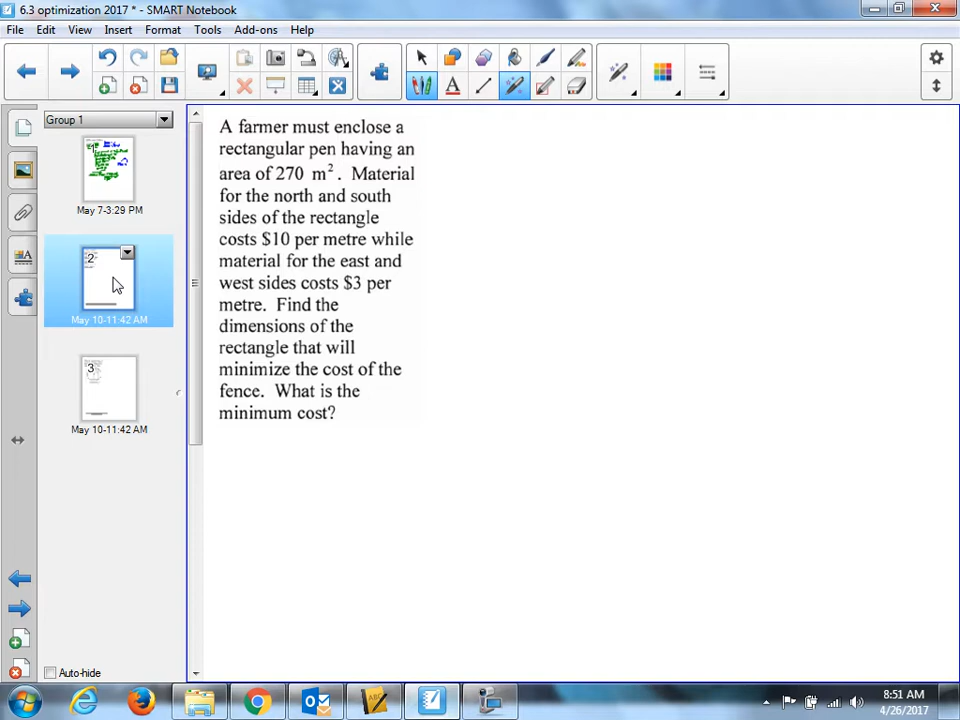 6.3 optimization 2017 * - SMART Notebook
File Edit View Insert Format Tools Add-ons Help
Group 1
May 7-3:29 PM
2
May 10-11:42 AM
3
May 10-11:42 AM
Auto-hide
A farmer must enclose a
rectangular pen having an
area of 270 m². Material
for the north and south
sides of the rectangle
costs $10 per metre while
material for the east and
west sides costs $3 per
metre. Find the
dimensions of the
rectangle that will
minimize the cost of the
fence. What is the
minimum cost?
8:51 AM
4/26/2017